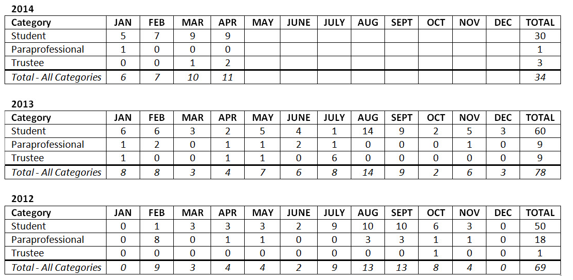 2014
Category JAN FEB MAR APR MAY JUNE JULY AUG SEPT OCT NOV DEC TOTAL
Student 5 7 9 9 30
Paraprofessional 1 0 0 0 1
Trustee 0 0 1 2 3
Total - All Categories 6 7 10 11 34
2013
Category JAN FEB MAR APR MAY JUNE JULY AUG SEPT OCT NOV DEC TOTAL
Student 6 6 3 2 5 4 1 14 9 2 5 3 60
Paraprofessional 1 2 0 1 1 2 1 0 0 0 1 0 9
Trustee 1 0 0 1 1 0 6 0 0 0 0 0 9
Total - All Categories 8 8 3 4 7 6 8 14 9 2 6 3 78
2012
Category JAN FEB MAR APR MAY JUNE JULY AUG SEPT OCT NOV DEC TOTAL
Student 0 1 3 3 3 2 9 10 10 6 3 0 50
Paraprofessional 0 8 0 1 1 0 0 3 3 1 1 0 18
Trustee 0 0 0 0 0 0 0 0 0 1 0 0 1
Total - All Categories 0 9 3 4 4 2 9 13 13 8 4 0 69